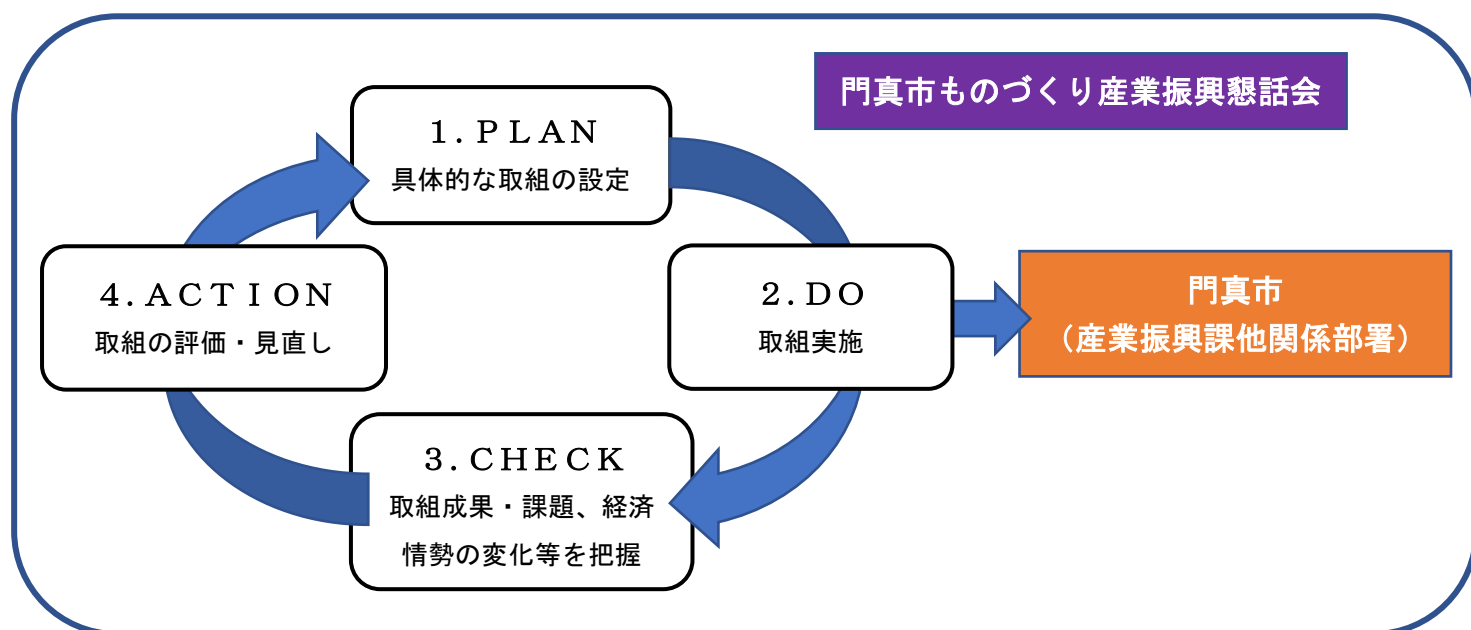 門真市ものづくり産業振興懇話会
１.ＰＬＡＮ
具体的な取組の設定
２.ＤＯ
取組実施
門真市
（産業振興課他関係部署）
３.ＣＨＥＣＫ
取組成果・課題、経済
情勢の変化等を把握
４.ＡＣＴＩＯＮ
取組の評価・見直し